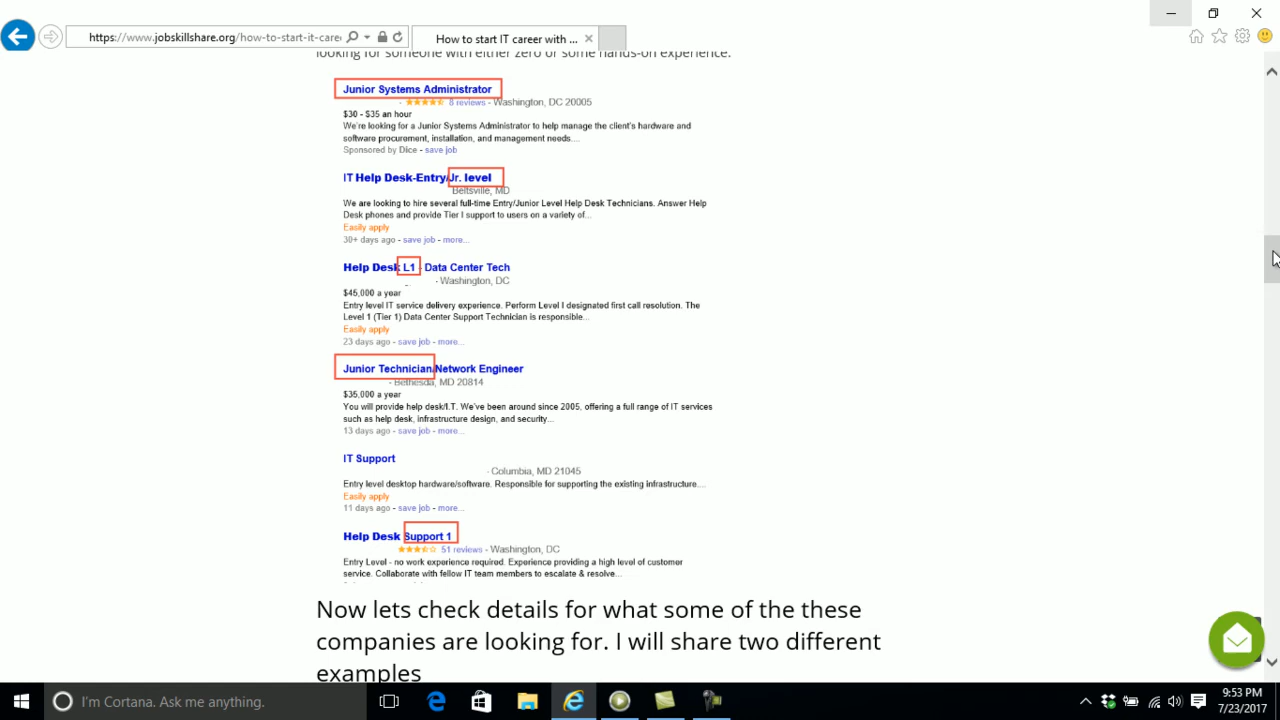 https://www.jobskillshare.org/how-to-start-it-caree
How to start IT career with ...
looking for someone with either zero or some hands-on experience.
Junior Systems Administrator
8 reviews - Washington, DC 20005
$30 - $35 an hour
We're looking for a Junior Systems Administrator to help manage the client's hardware and
software procurement, installation, and management needs....
Sponsored by Dice - save job
IT Help Desk-Entry/Jr. level
Beltsville, MD
We are looking to hire several full-time Entry/Junior Level Help Desk Technicians. Answer Help
Desk phones and provide Tier I support to users on a variety of...
Easily apply
30+ days ago - save job - more...
Help Desk L1 - Data Center Tech
- Washington, DC
$45,000 a year
Entry level IT service delivery experience. Perform Level I designated first call resolution. The
Level 1 (Tier 1) Data Center Support Technician is responsible...
Easily apply
23 days ago - save job - more...
Junior Technician/Network Engineer
- Bethesda, MD 20814
$35,000 a year
You will provide help desk/I.T. We've been around since 2005, offering a full range of IT services
such as help desk, infrastructure design, and security...
13 days ago - save job - more...
IT Support
- Columbia, MD 21045
Entry level desktop hardware/software. Responsible for supporting the existing infrastructure....
Easily apply
11 days ago - save job - more...
Help Desk Support 1
51 reviews - Washington, DC
Entry Level - no work experience required. Experience providing a high level of customer
service. Collaborate with fellow IT team members to escalate & resolve...
Now lets check details for what some of the these
companies are looking for. I will share two different
examples
I'm Cortana. Ask me anything.
9:53 PM
7/23/2017